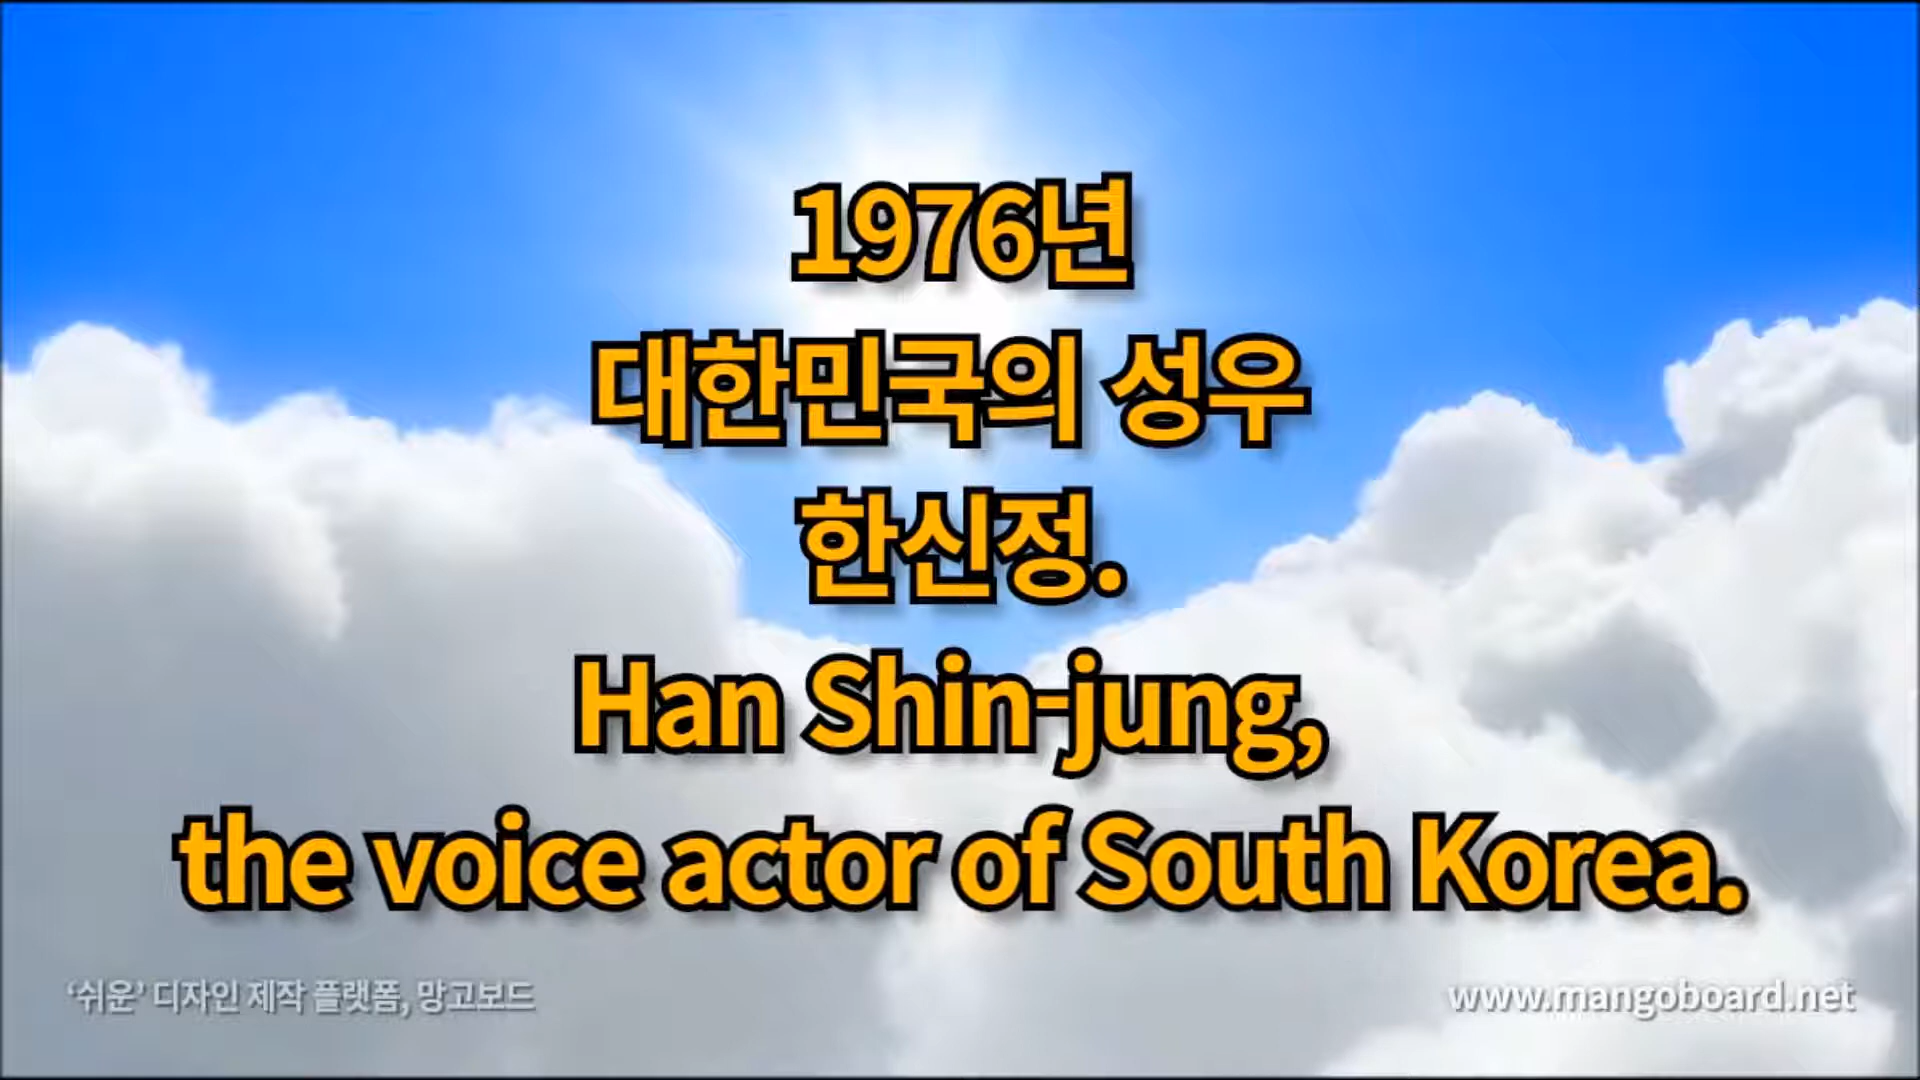 1976년
대한민국의 성우
한신정.
Han Shin-jung,
the voice actor of South Korea.
‘쉬운’ 디자인 제작 플랫폼, 망고보드
www.mangoboard.net